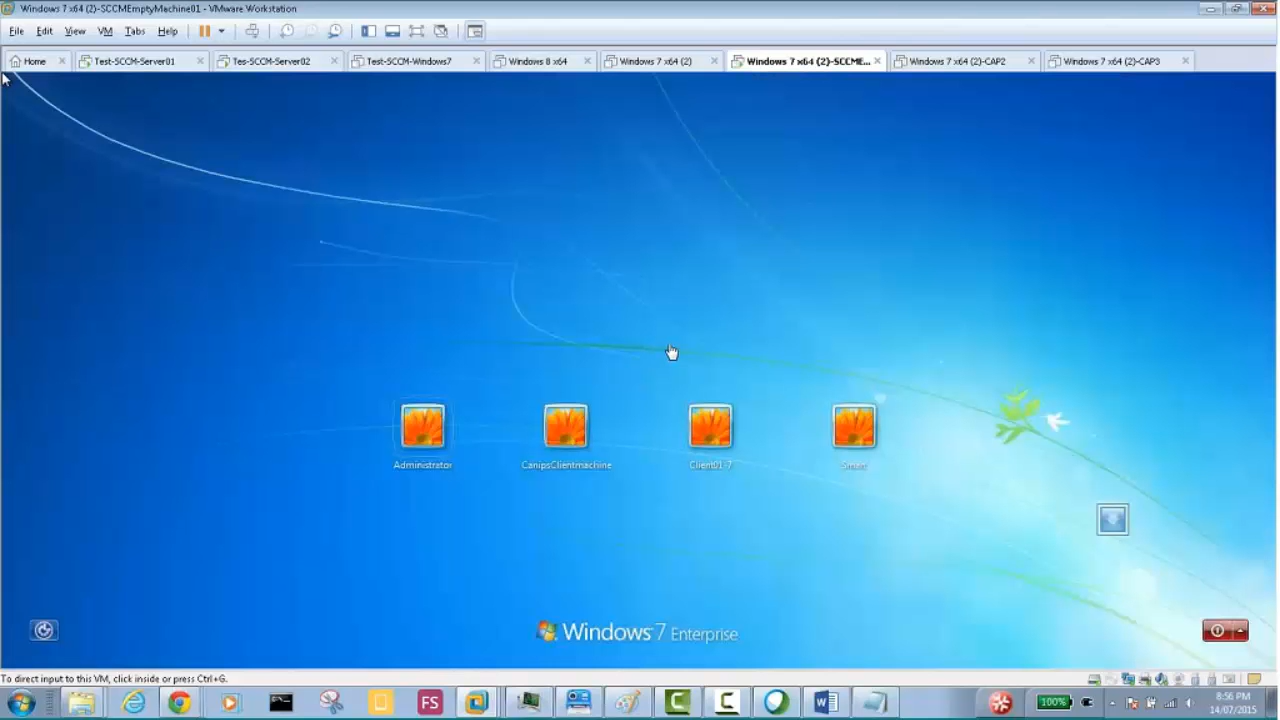 Windows 7 x64 (2)-SCCMEmptyMachine01 - VMware Workstation
File Edit View VM Tabs Help
Home Test-SCCM-Server01 Tes-SCCM-Server02 Test-SCCM-Windows7 Windows 8 x64 Windows 7 x64 (2) Windows 7 x64 (2)-SCCME... Windows 7 x64 (2)-CAP2 Windows 7 x64 (2)-CAP3
Administrator CanipsClientmachine Client01-7
Windows 7 Enterprise
To direct input to this VM, click inside or press Ctrl+G.
FS 100% 8:56 PM
14/07/2015